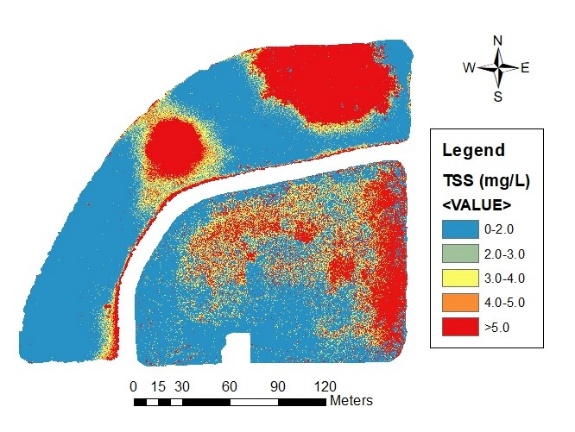 N
W E
S
Legend
TSS (mg/L)
<VALUE>
0-2.0
2.0-3.0
3.0-4.0
4.0-5.0
>5.0
0 15 30 60 90 120
Meters